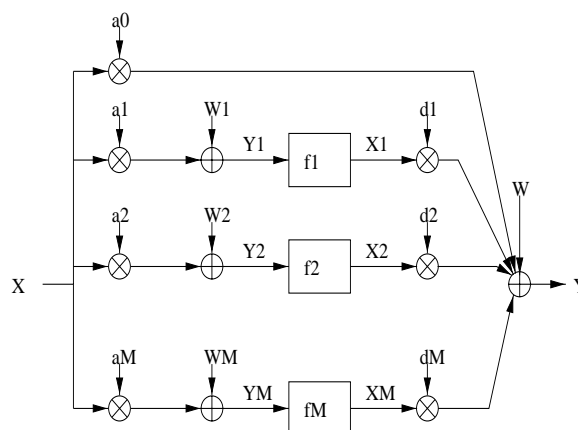 a0
a1 W1 Y1 f1 X1 d1
W
a2 W2 Y2 f2 X2 d2
X Y
aM WM YM fM XM dM